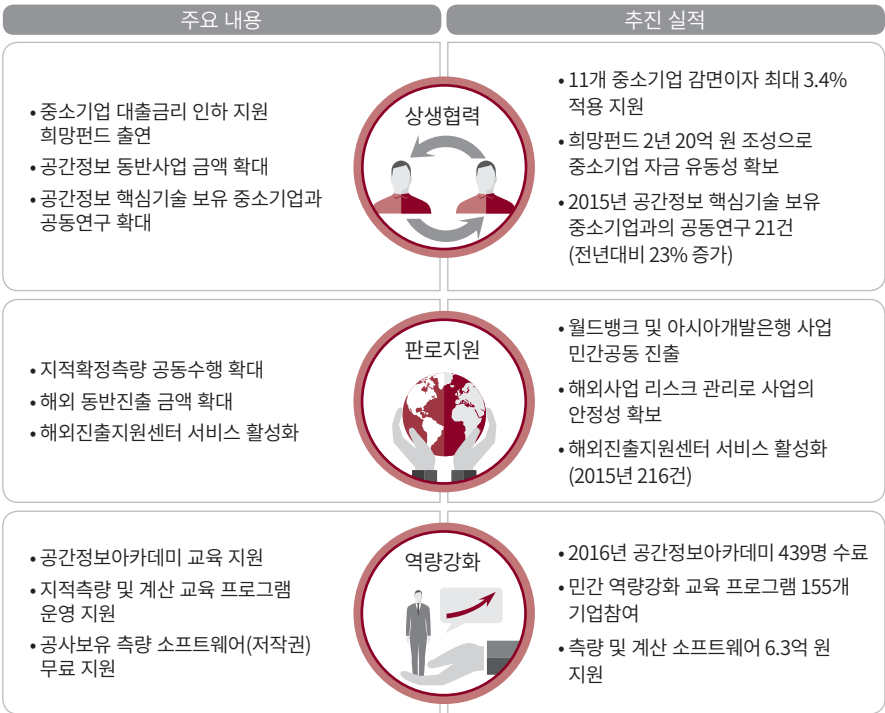 주요 내용
추진 실적
• 중소기업 대출금리 인하 지원
희망펀드 출연
• 공간정보 동반사업 금액 확대
• 공간정보 핵심기술 보유 중소기업과
공동연구 확대
상생협력
• 11개 중소기업 감면이자 최대 3.4%
적용 지원
• 희망펀드 2년 20억 원 조성으로
중소기업 자금 유동성 확보
• 2015년 공간정보 핵심기술 보유
중소기업과의 공동연구 21건
(전년대비 23% 증가)
• 지적확정측량 공동수행 확대
• 해외 동반진출 금액 확대
• 해외진출지원센터 서비스 활성화
판로지원
• 월드뱅크 및 아시아개발은행 사업
민간공동 진출
• 해외사업 리스크 관리로 사업의
안정성 확보
• 해외진출지원센터 서비스 활성화
(2015년 216건)
• 공간정보아카데미 교육 지원
• 지적측량 및 계산 교육 프로그램
운영 지원
• 공사보유 측량 소프트웨어(저작권)
무료 지원
역량강화
• 2016년 공간정보아카데미 439명 수료
• 민간 역량강화 교육 프로그램 155개
기업참여
• 측량 및 계산 소프트웨어 6.3억 원
지원